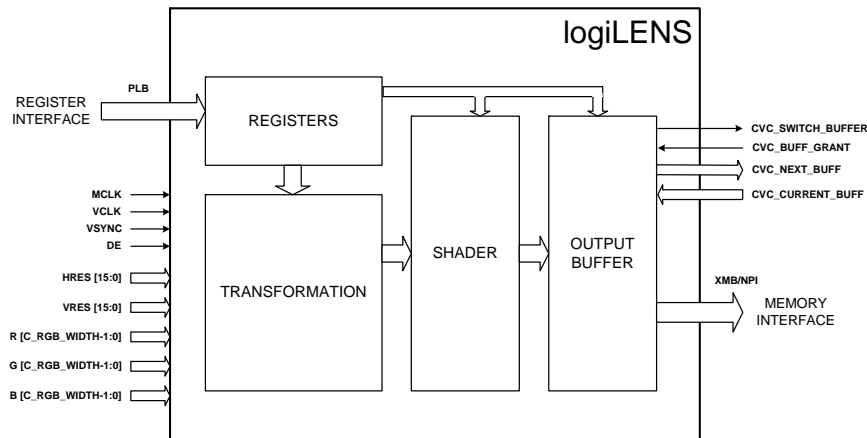 logiLENS
PLB
REGISTER
INTERFACE
REGISTERS
CVC_SWITCH_BUFFER
CVC_BUFF_GRANT
CVC_NEXT_BUFF
CVC_CURRENT_BUFF
MCLK
VCLK
VSYNC
DE
HRES [15:0]
VRES [15:0]
R [C_RGB_WIDTH-1:0]
G [C_RGB_WIDTH-1:0]
B [C_RGB_WIDTH-1:0]
TRANSFORMATION
SHADER
OUTPUT
BUFFER
XMB/NPI
MEMORY
INTERFACE